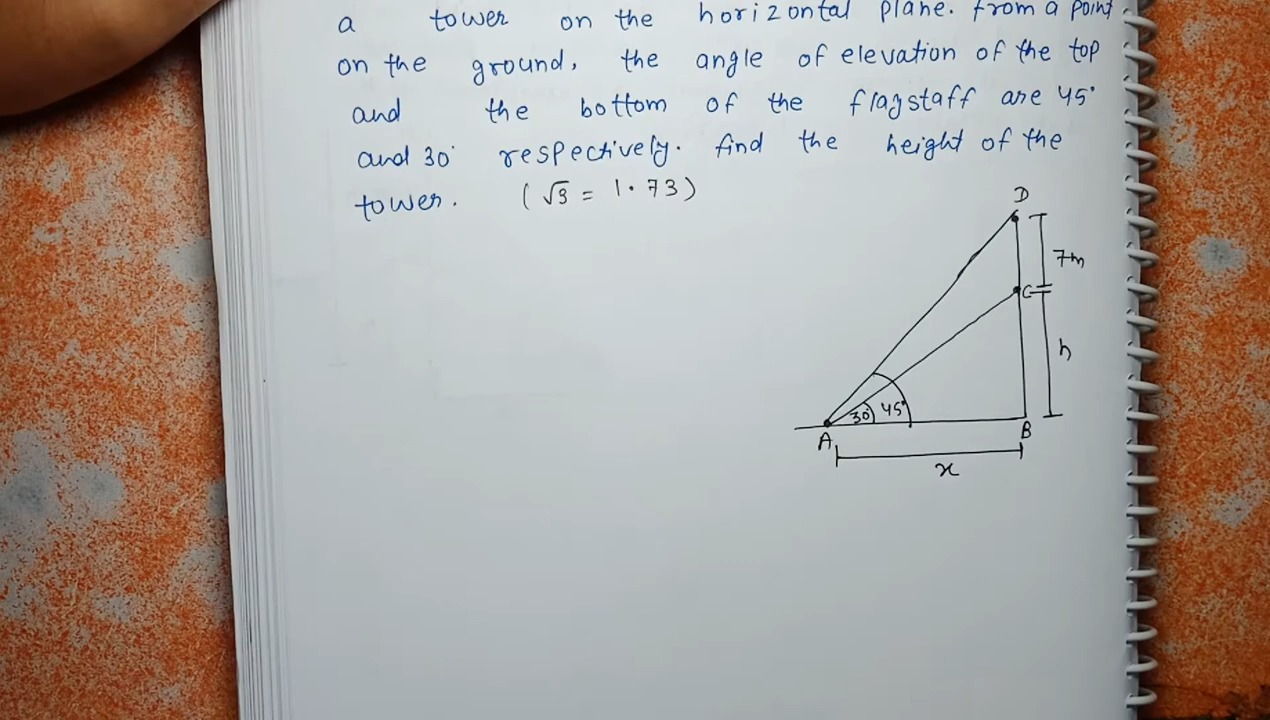 a tower on the horizontal plane. from a point
on the ground, the angle of elevation of the top
and the bottom of the flagstaff are 45°
and 30° respectively. find the height of the
tower. (√3 = 1.73)
D
7m
C
h
30° 45°
A B
x